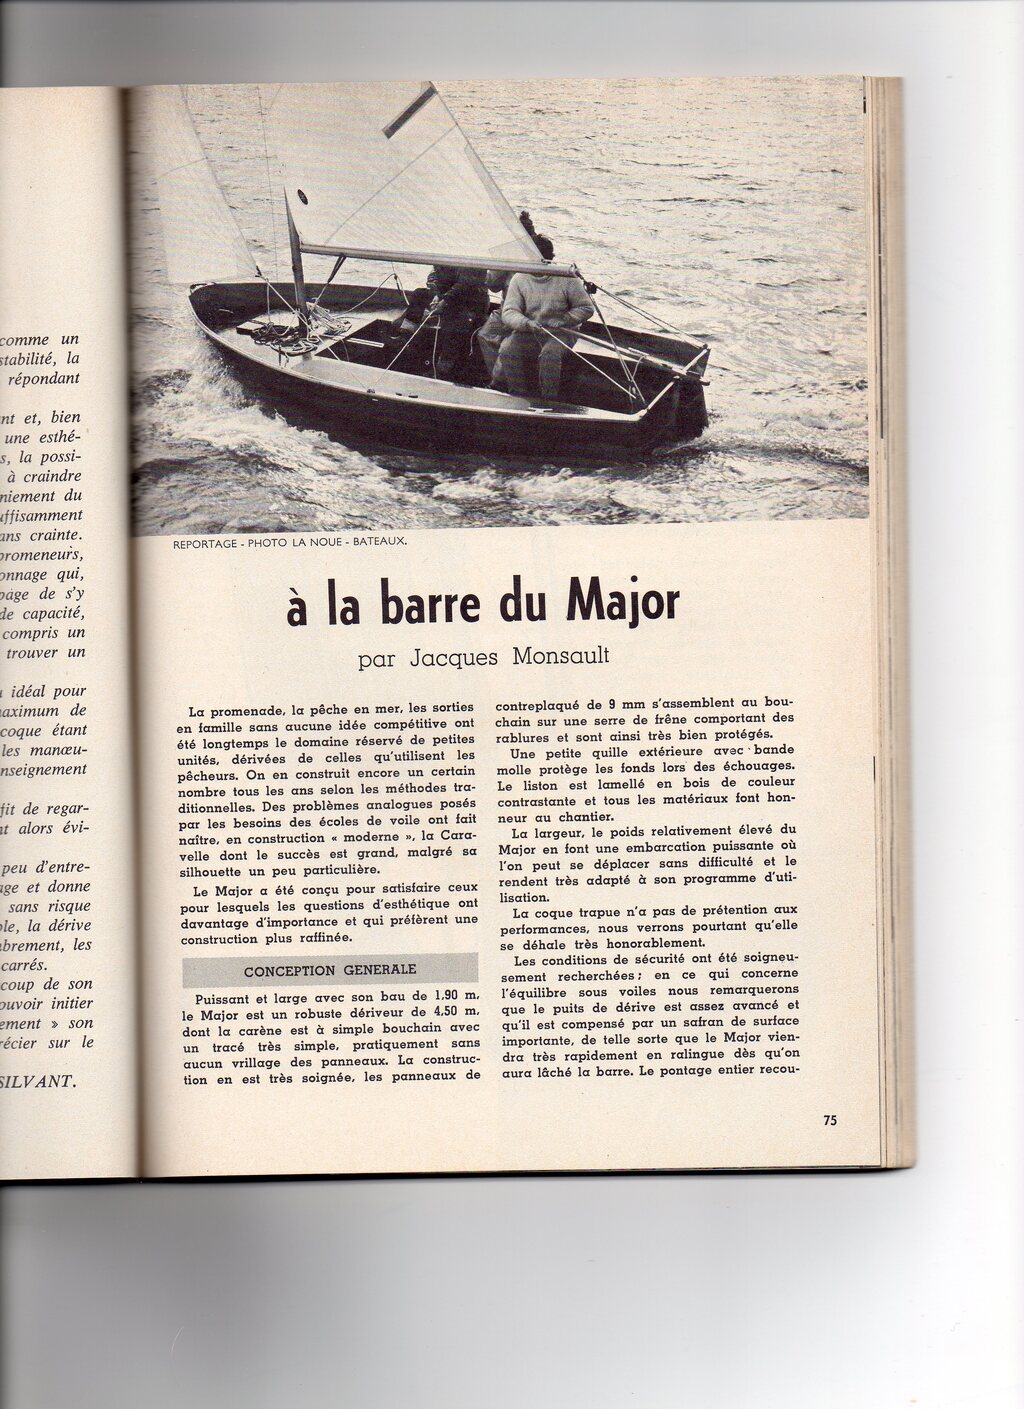 comme un
stabilité, la
répondant
nt et, bien
une esthé-
s, la possi-
à craindre
niement du
uffisamment
ans crainte.
promeneurs,
onnage qui,
page de s'y
de capacité,
compris un
trouver un
u idéal pour
maximum de
coque étant
les manœu-
nseignement
fit de regar-
nt alors évi-
peu d'entre-
age et donne
sans risque
ble, la dérive
mbrement, les
carrés.
coup de son
ouvoir initier
ement » son
récier sur le
SILVANT.
REPORTAGE - PHOTO LA NOUE - BATEAUX.
à la barre du Major
par Jacques Monsault
La promenade, la pêche en mer, les sorties
en famille sans aucune idée compétitive ont
été longtemps le domaine réservé de petites
unités, dérivées de celles qu'utilisent les
pêcheurs. On en construit encore un certain
nombre tous les ans selon les méthodes tra-
ditionnelles. Des problèmes analogues posés
par les besoins des écoles de voile ont fait
naître, en construction « moderne », la Cara-
velle dont le succès est grand, malgré sa
silhouette un peu particulière.
Le Major a été conçu pour satisfaire ceux
pour lesquels les questions d'esthétique ont
davantage d'importance et qui préfèrent une
construction plus raffinée.
CONCEPTION GENERALE
Puissant et large avec son bau de 1,90 m,
le Major est un robuste dériveur de 4,50 m,
dont la carène est à simple bouchain avec
un tracé très simple, pratiquement sans
aucun vrillage des panneaux. La construc-
tion en est très soignée, les panneaux de
contreplaqué de 9 mm s'assemblent au bou-
chain sur une serre de frêne comportant des
rablures et sont ainsi très bien protégés.
Une petite quille extérieure avec bande
molle protège les fonds lors des échouages.
Le liston est lamellé en bois de couleur
contrastante et tous les matériaux font hon-
neur au chantier.
La largeur, le poids relativement élevé du
Major en font une embarcation puissante où
l'on peut se déplacer sans difficulté et le
rendent très adapté à son programme d'uti-
lisation.
La coque trapue n'a pas de prétention aux
performances, nous verrons pourtant qu'elle
se déhale très honorablement.
Les conditions de sécurité ont été soigneu-
sement recherchées ; en ce qui concerne
l'équilibre sous voiles nous remarquerons
que le puits de dérive est assez avancé et
qu'il est compensé par un safran de surface
importante, de telle sorte que le Major vien-
dra très rapidement en ralingue dès qu'on
aura lâché la barre. Le pontage entier recou-
75